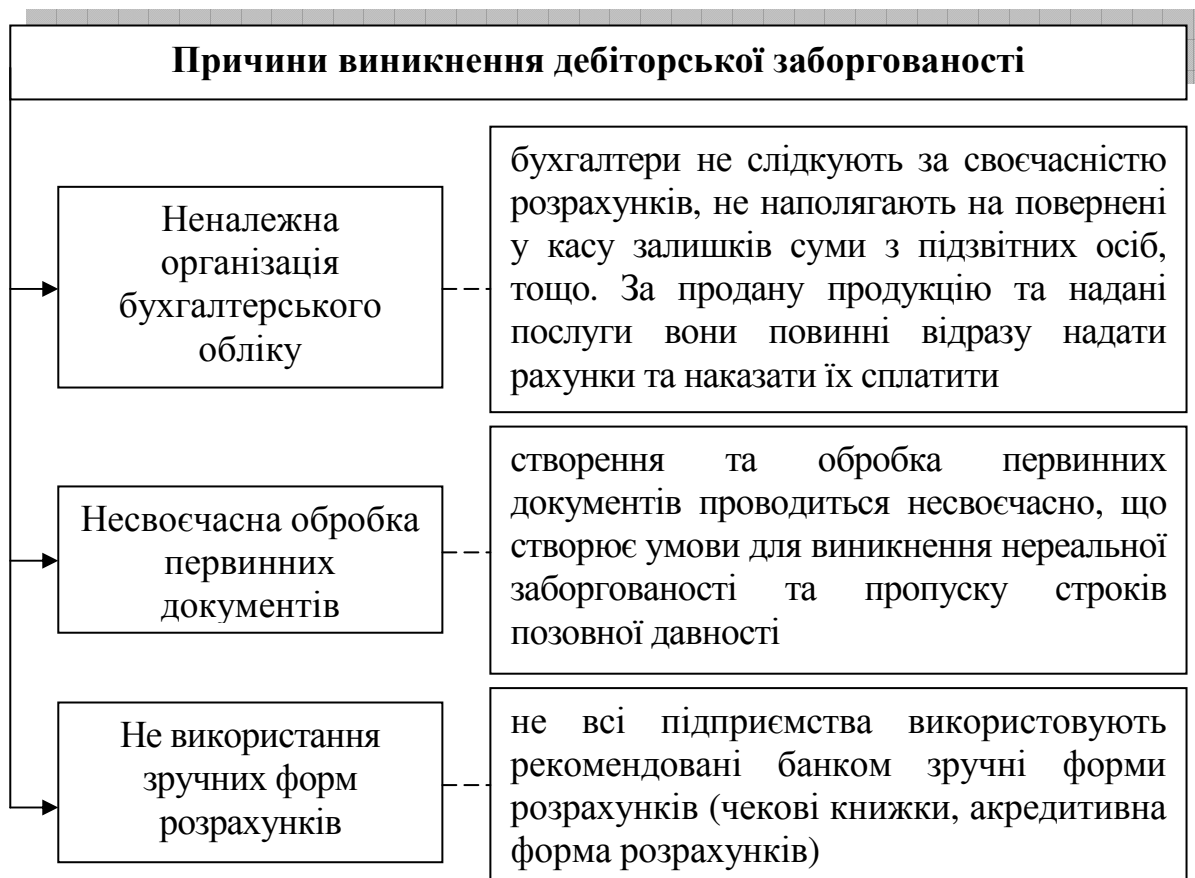 Причини виникнення дебіторської заборгованості
Неналежна
організація
бухгалтерського
обліку
бухгалтери не слідкують за своєчасністю
розрахунків, не наполягають на повернені
у касу залишків суми з підзвітних осіб,
тощо. За продану продукцію та надані
послуги вони повинні відразу надати
рахунки та наказати їх сплатити
Несвоєчасна обробка
первинних
документів
створення та обробка первинних
документів проводиться несвоєчасно, що
створює умови для виникнення нереальної
заборгованості та пропуску строків
позовної давності
Не використання
зручних форм
розрахунків
не всі підприємства використовують
рекомендовані банком зручні форми
розрахунків (чекові книжки, акредитивна
форма розрахунків)